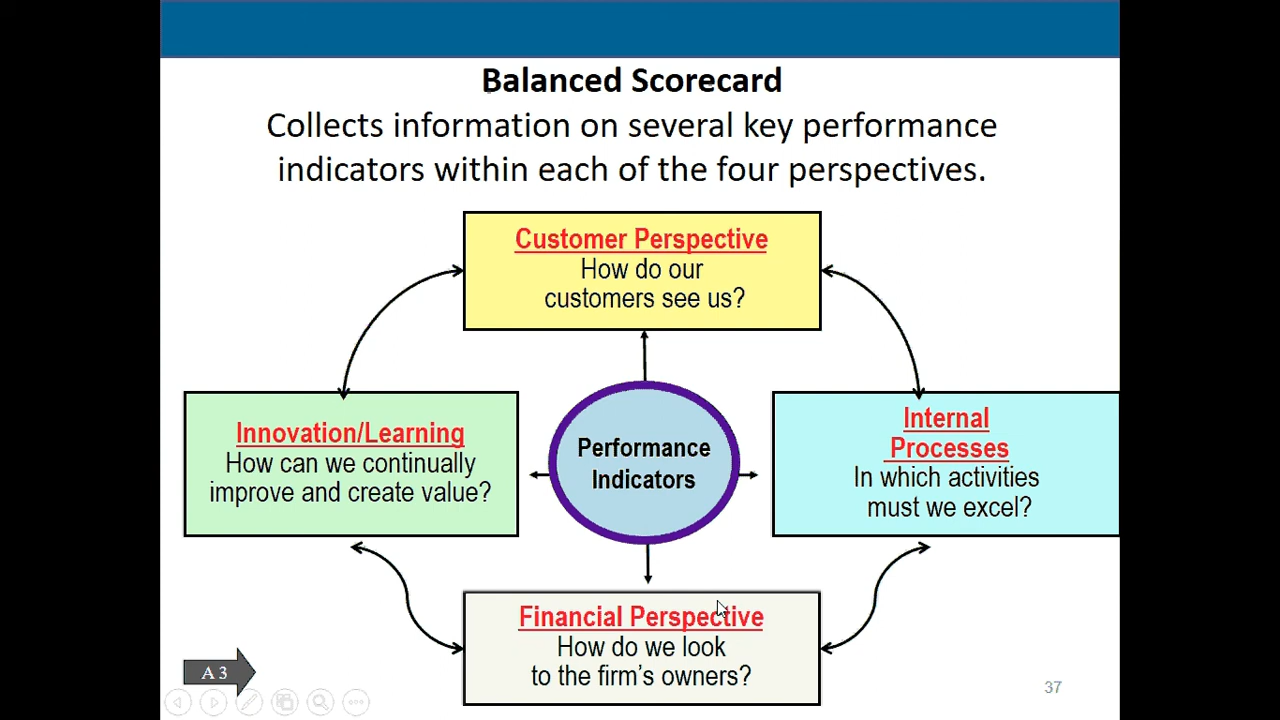 Balanced Scorecard
Collects information on several key performance
indicators within each of the four perspectives.
Customer Perspective
How do our
customers see us?
Innovation/Learning
How can we continually
improve and create value?
Performance
Indicators
Internal
Processes
In which activities
must we excel?
Financial Perspective
How do we look
to the firm's owners?
A 3
37